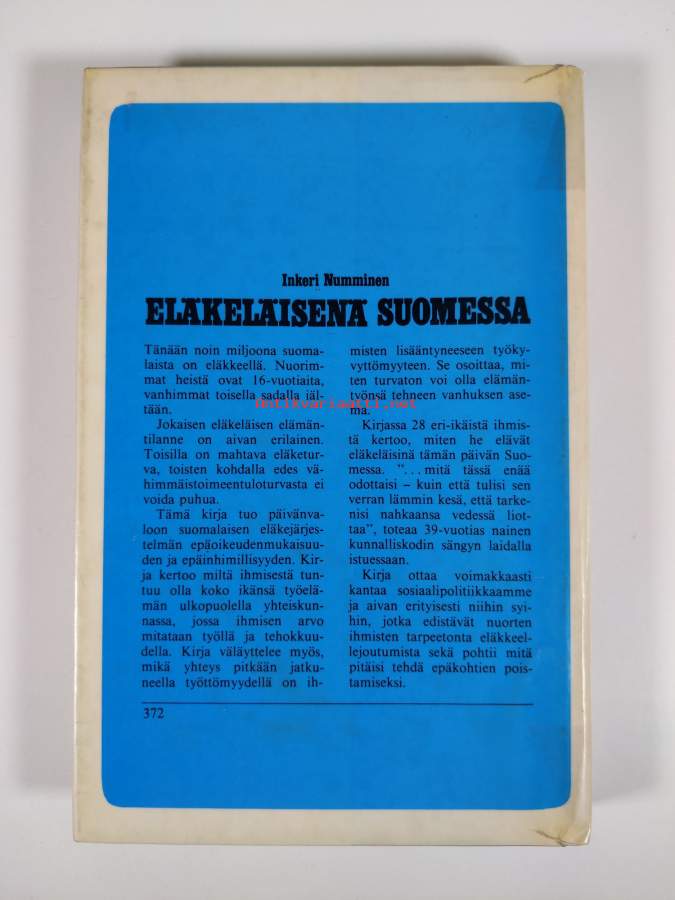 Inkeri Numminen
ELÄKELÄISENÄ SUOMESSA
Tänään noin miljoona suoma-
laista on eläkkeellä. Nuorim-
mat heistä ovat 16-vuotiaita,
vanhimmat toisella sadalla iäl-
tään.
Jokaisen eläkeläisen elämän-
tilanne on aivan erilainen.
Toisilla on mahtava eläketur-
va, toisten kohdalla edes vä-
himmäistoimeentuloturvasta ei
voida puhua.
Tämä kirja tuo päivänva-
loon suomalaisen eläkejärjes-
telmän epäoikeudenmukaisuu-
den ja epäinhimillisyyden. Kir-
ja kertoo miltä ihmisestä tun-
tuu olla koko ikänsä työelä-
män ulkopuolella yhteiskun-
nassa, jossa ihmisen arvo
mitataan työllä ja tehokkuu-
della. Kirja väläyttelee myös,
mikä yhteys pitkään jatku-
neella työttömyydellä on ih-
misten lisääntyneeseen työky-
vyttömyyteen. Se osoittaa, mi-
ten turvaton voi olla elämän-
työnsä tehneen vanhuksen ase-
ma.
Kirjassa 28 eri-ikäistä ihmis-
tä kertoo, miten he elävät
eläkeläisinä tämän päivän Suo-
messa. "...mitä tässä enää
odottaisi – kuin että tulisi sen
verran lämmin kesä, että tarke-
nisi nahkaansa vedessä liot-
taa", toteaa 39-vuotias nainen
kunnalliskodin sängyn laidalla
istuessaan.
Kirja ottaa voimakkaasti
kantaa sosiaalipolitiikkaamme
ja aivan erityisesti niihin syi-
hin, jotka edistävät nuorten
ihmisten tarpeetonta eläkkeel-
lejoutumista sekä pohtii mitä
pitäisi tehdä epäkohtien pois-
tamiseksi.
372
antikvariaatti.net